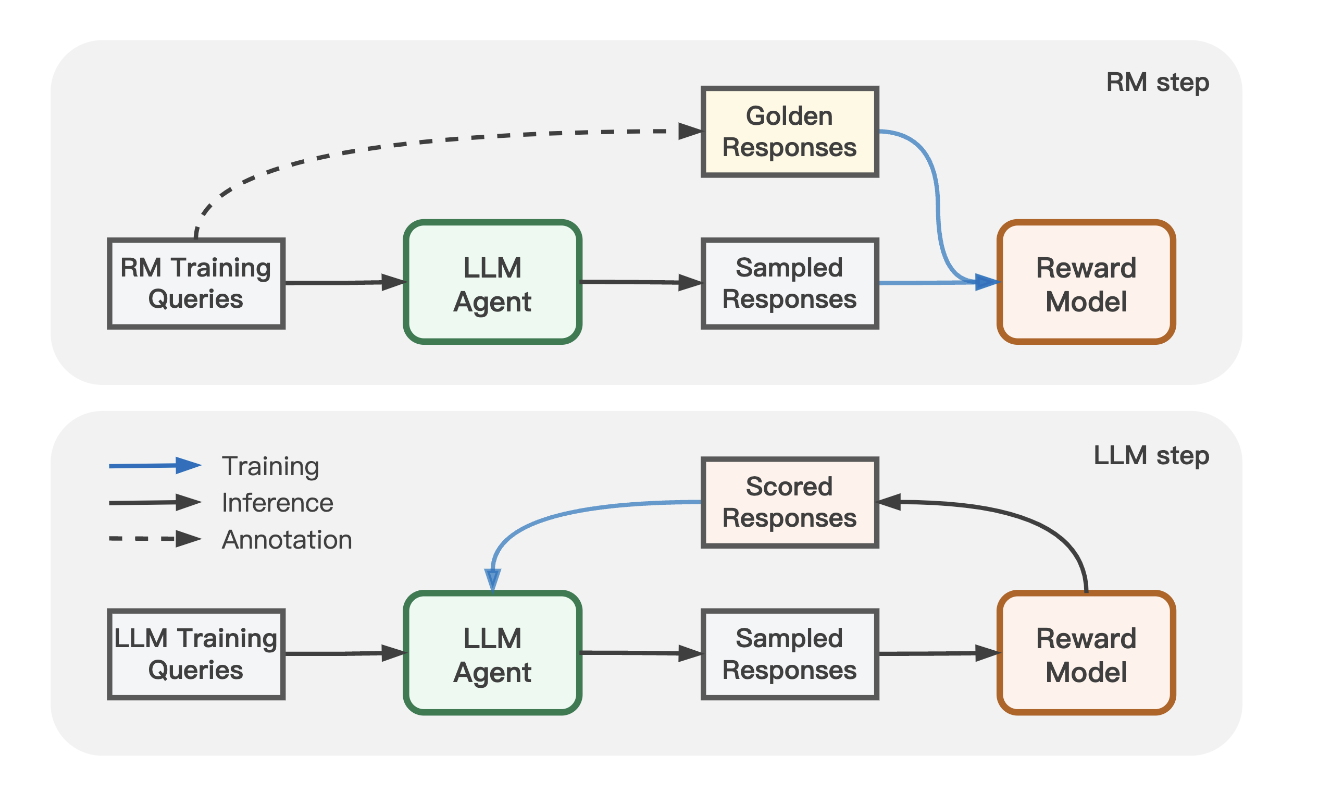 RM step
Golden
Responses
RM Training
Queries
LLM
Agent
Sampled
Responses
Reward
Model
LLM step
Training
Inference
Annotation
Scored
Responses
LLM Training
Queries
LLM
Agent
Sampled
Responses
Reward
Model